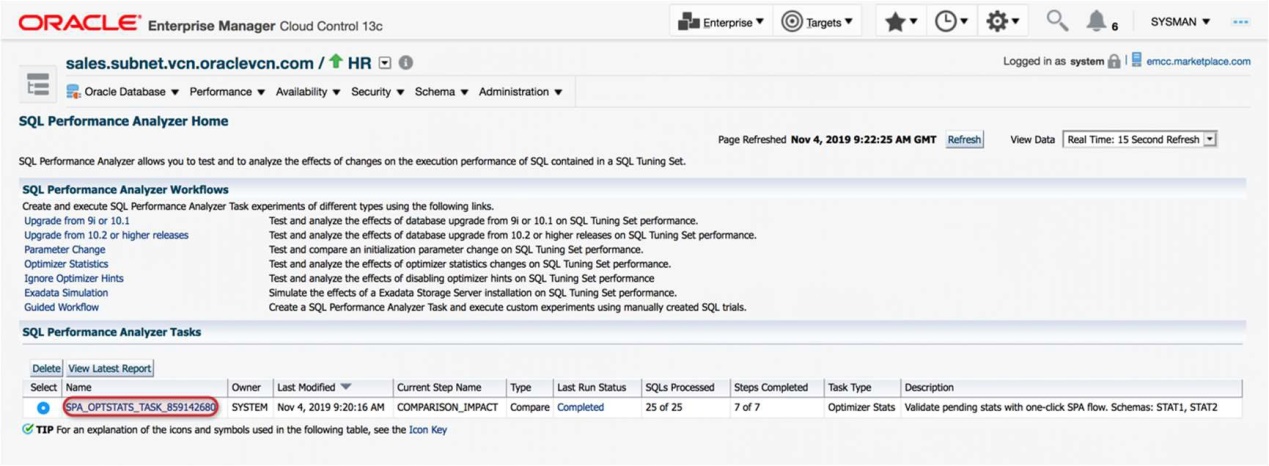 ORACLE® Enterprise Manager Cloud Control 13c
Enterprise ▼ Targets ▼ 6 SYSMAN ▼
sales.subnet.vcn.oraclevcn.com / HR
Logged in as system | emcc.marketplace.com
Oracle Database ▼ Performance ▼ Availability ▼ Security ▼ Schema ▼ Administration ▼
SQL Performance Analyzer Home
Page Refreshed Nov 4, 2019 9:22:25 AM GMT Refresh View Data Real Time: 15 Second Refresh
SQL Performance Analyzer allows you to test and to analyze the effects of changes on the execution performance of SQL contained in a SQL Tuning Set.
SQL Performance Analyzer Workflows
Create and execute SQL Performance Analyzer Task experiments of different types using the following links.
Upgrade from 9i or 10.1 Test and analyze the effects of database upgrade from 9i or 10.1 on SQL Tuning Set performance.
Upgrade from 10.2 or higher releases Test and analyze the effects of database upgrade from 10.2 or higher releases on SQL Tuning Set performance.
Parameter Change Test and compare an initialization parameter change on SQL Tuning Set performance.
Optimizer Statistics Test and analyze the effects of optimizer statistics changes on SQL Tuning Set performance.
Ignore Optimizer Hints Test and analyze the effects of disabling optimizer hints on SQL Tuning Set performance
Exadata Simulation Simulate the effects of a Exadata Storage Server installation on SQL Tuning Set performance.
Guided Workflow Create a SQL Performance Analyzer Task and execute custom experiments using manually created SQL trials.
SQL Performance Analyzer Tasks
Delete View Latest Report
Select Name Owner Last Modified Current Step Name Type Last Run Status SQLs Processed Steps Completed Task Type Description
SPA_OPTSTATS_TASK_859142680 SYSTEM Nov 4, 2019 9:20:16 AM COMPARISON_IMPACT Compare Completed 25 of 25 7 of 7 Optimizer Stats Validate pending stats with one-click SPA flow. Schemas: STAT1, STAT2
TIP For an explanation of the icons and symbols used in the following table, see the Icon Key